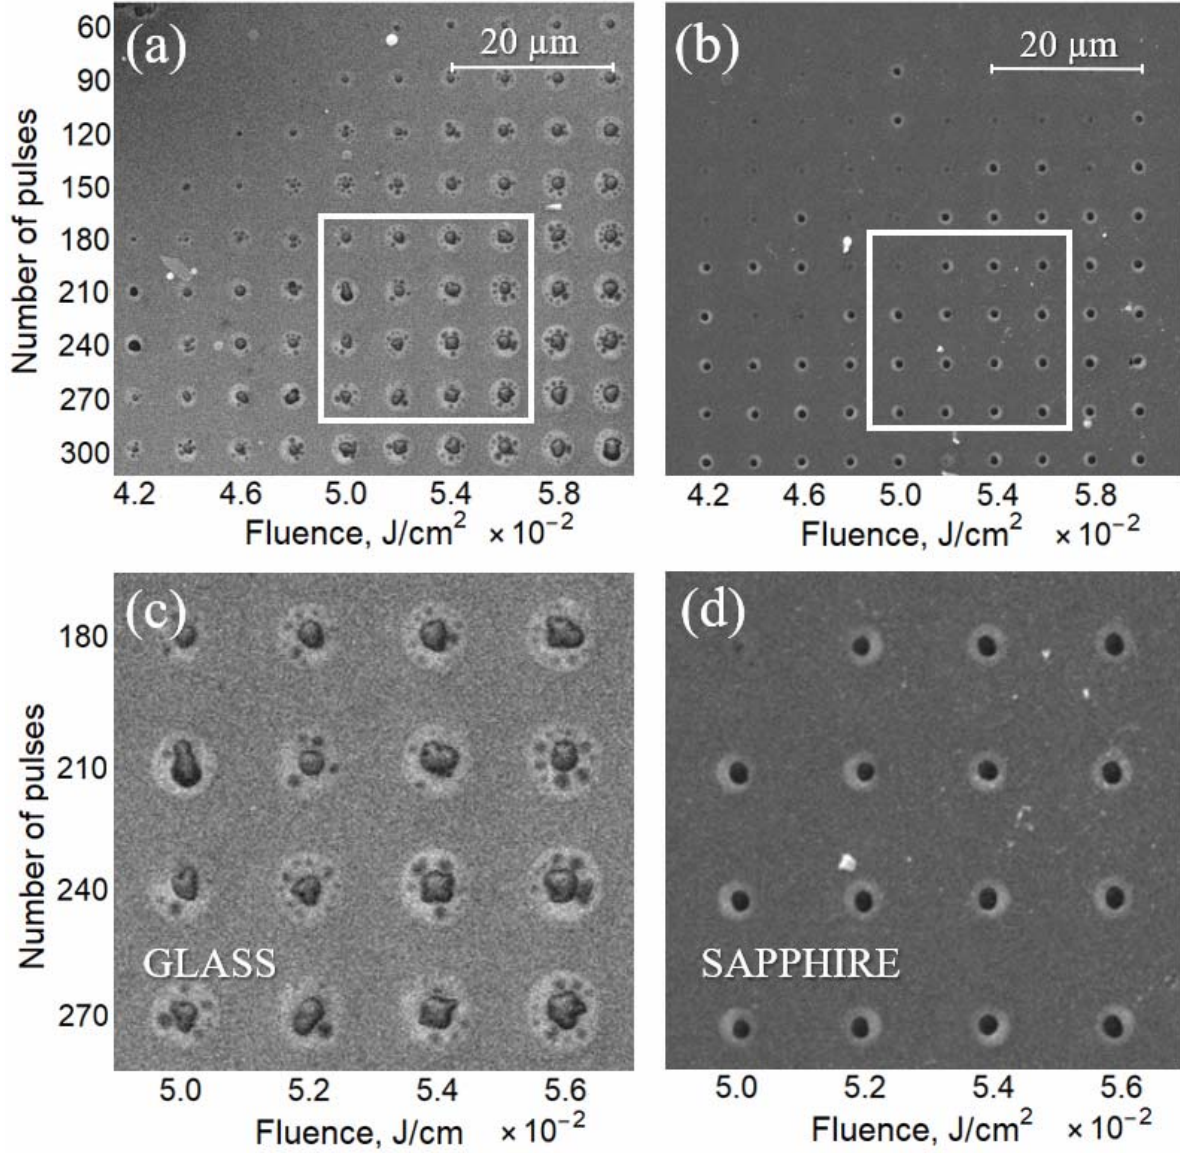 (a)
20 µm
Number of pulses
60
90
120
150
180
210
240
270
300
4.2 4.6 5.0 5.4 5.8
Fluence, J/cm² × 10⁻²
(b)
20 µm
4.2 4.6 5.0 5.4 5.8
Fluence, J/cm² × 10⁻²
(c)
Number of pulses
180
210
240
270
GLASS
5.0 5.2 5.4 5.6
Fluence, J/cm × 10⁻²
(d)
SAPPHIRE
5.0 5.2 5.4 5.6
Fluence, J/cm² × 10⁻²